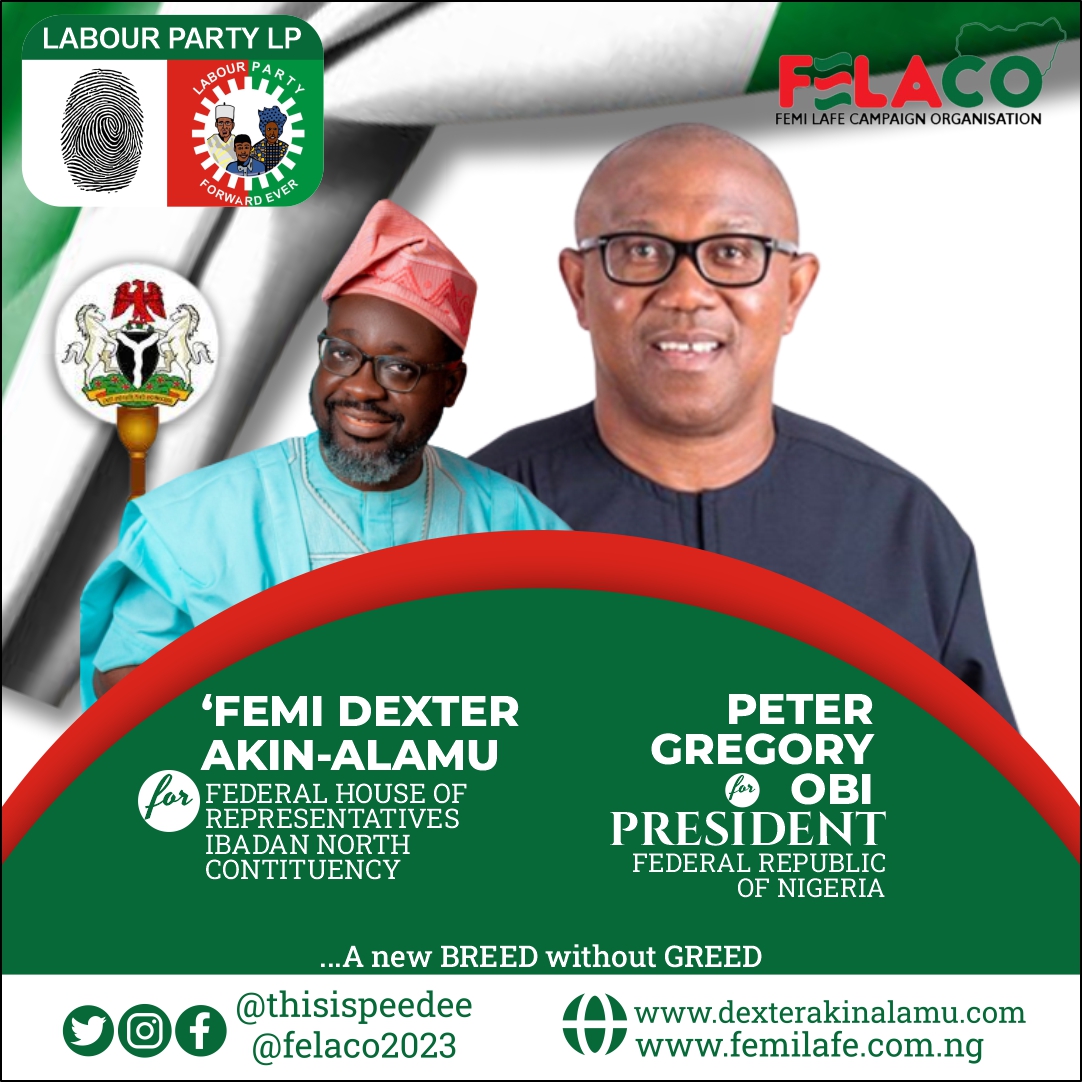 LABOUR PARTY LP
LABOUR PARTY
FORWARD EVER
FELACO
FEMI LAFE CAMPAIGN ORGANISATION
‘FEMI DEXTER
AKIN-ALAMU
for
FEDERAL HOUSE OF
REPRESENTATIVES
IBADAN NORTH
CONTITUENCY
PETER
GREGORY
for OBI
PRESIDENT
FEDERAL REPUBLIC
OF NIGERIA
...A new BREED without GREED
@thisispeedee
@felaco2023
www.dexterakinalamu.com
www.femilafe.com.ng